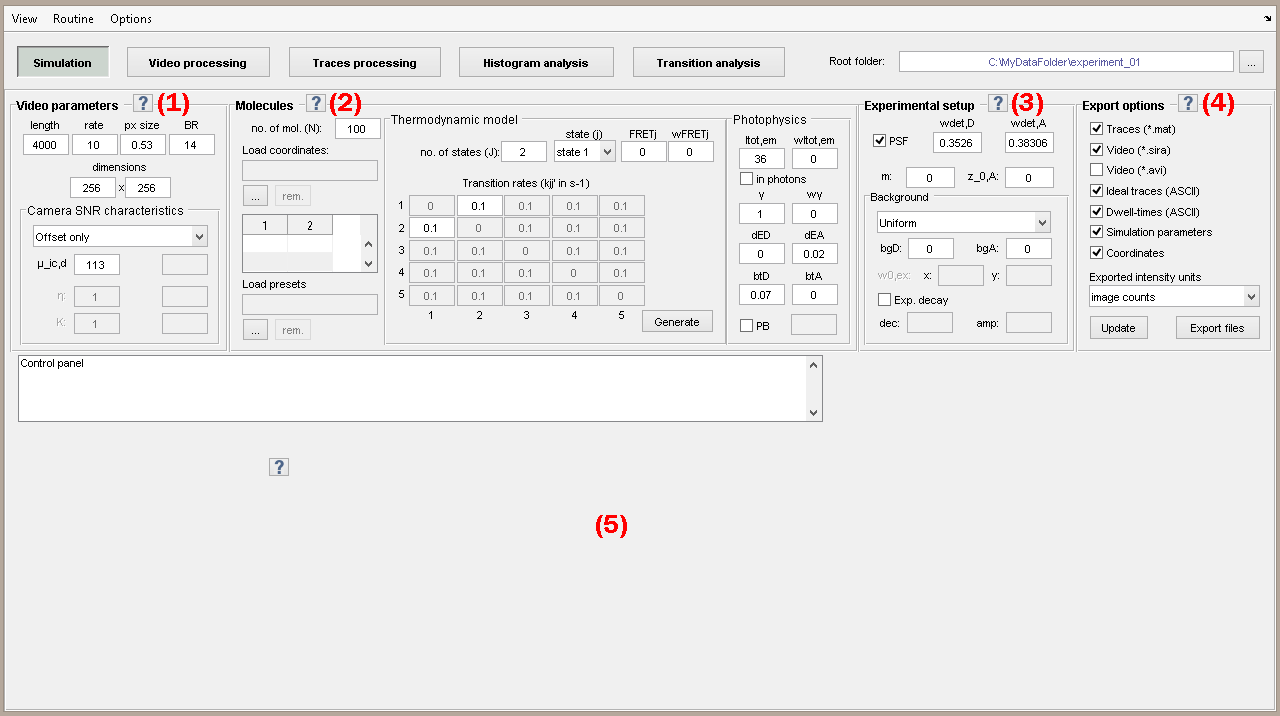 View Routine Options
Simulation Video processing Traces processing Histogram analysis Transition analysis Root folder: C:\MyDataFolder\experiment_01 ...
Video parameters ? (1)
length rate px size BR
4000 10 0.53 14
dimensions
256 x 256
Camera SNR characteristics
Offset only
μ_ic,d 113
η: 1
K: 1
Molecules ? (2)
no. of mol. (N): 100
Load coordinates:
... rem.
1 2
Load presets
... rem.
Thermodynamic model
state (j) FRETj wFRETj
no. of states (J): 2 state 1 0 0
Transition rates (kjj' in s-1)
1 0 0.1 0.1 0.1 0.1
2 0.1 0 0.1 0.1 0.1
3 0.1 0.1 0 0.1 0.1
4 0.1 0.1 0.1 0 0.1
5 0.1 0.1 0.1 0.1 0
1 2 3 4 5
Generate
Photophysics
Itot,em wItot,em
36 0
in photons
γ wγ
1 0
dED dEA
0 0.02
btD btA
0.07 0
PB
Experimental setup ? (3)
wdet,D wdet,A
PSF 0.3526 0.38306
m: 0 z_0,A: 0
Background
Uniform
bgD: 0 bgA: 0
w0,ex: x: y:
Exp. decay
dec: amp:
Export options ? (4)
Traces (*.mat)
Video (*.sira)
Video (*.avi)
Ideal traces (ASCII)
Dwell-times (ASCII)
Simulation parameters
Coordinates
Exported intensity units
image counts
Update Export files
Control panel
?
(5)